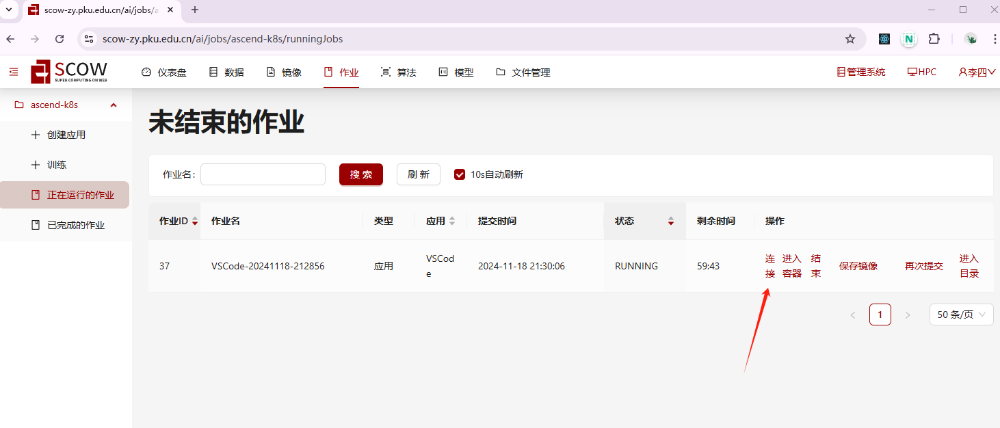 scow-zy.pku.edu.cn/ai/jobs/a
scow-zy.pku.edu.cn/ai/jobs/ascend-k8s/runningJobs
SCOW
SUPER COMPUTING ON WEB
仪表盘
数据
镜像
作业
算法
模型
文件管理
管理系统
HPC
李四
ascend-k8s
创建应用
训练
正在运行的作业
已完成的作业
未结束的作业
作业名:
搜 索
刷 新
10s自动刷新
作业ID 作业名 类型 应用 提交时间 状态 剩余时间 操作
37 VSCode-20241118-212856 应用 VSCod
e 2024-11-18 21:30:06 RUNNING 59:43
连
接
进入
容器
结
束
保存镜像
再次提交
进入
目录
1
50 条/页